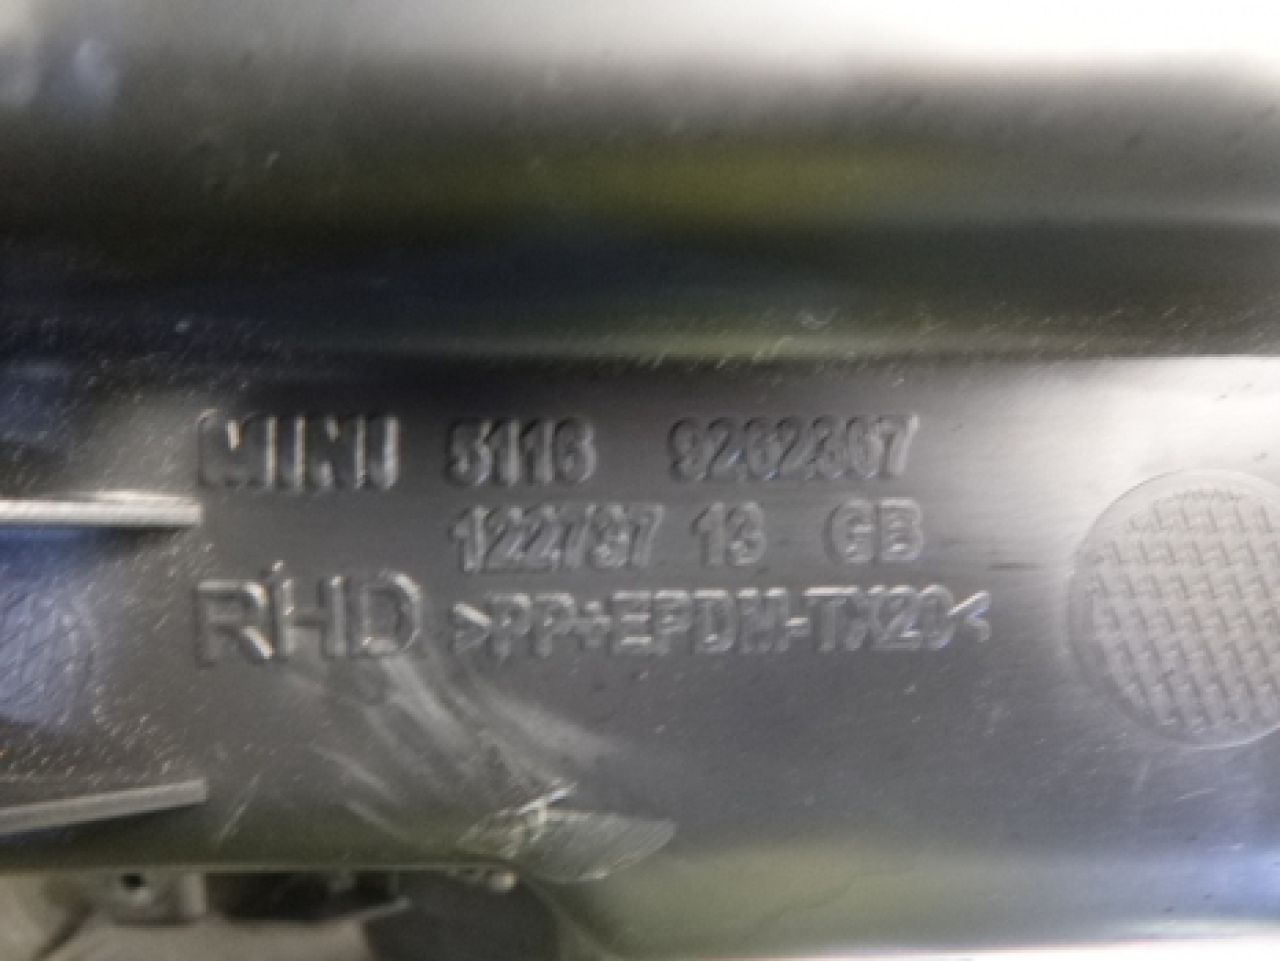 MINI 5116 9262367
122737 13 GB
RHD >PP+EPDM-TX20<